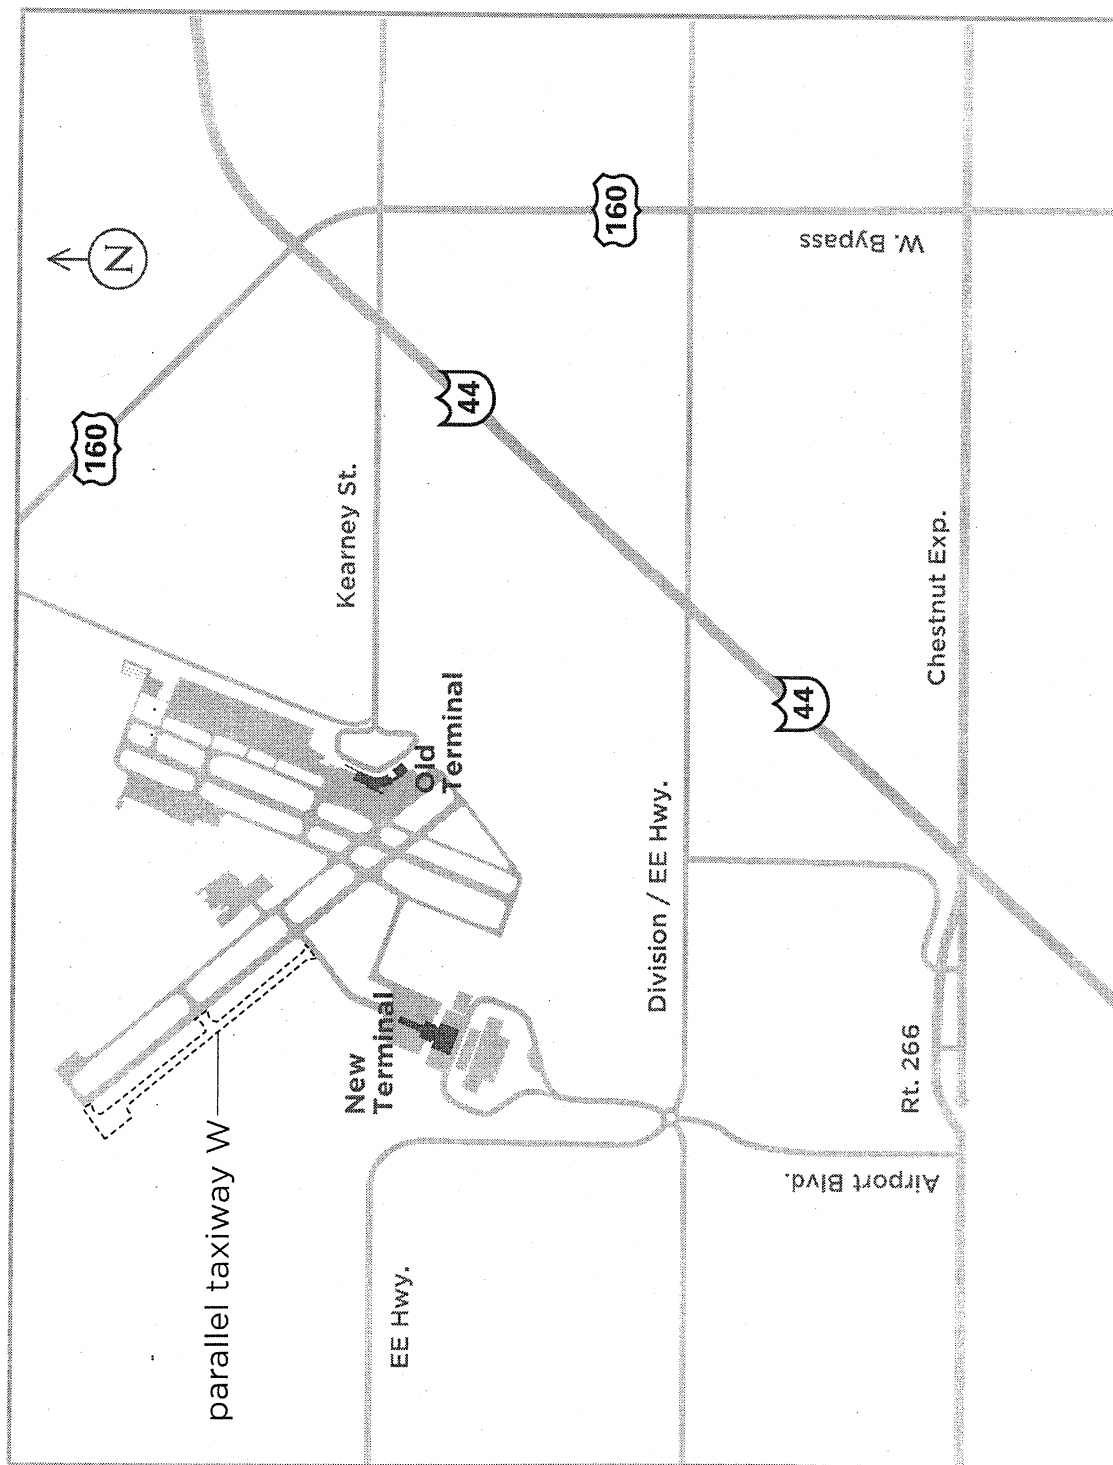 parallel taxiway W
N
160
New
Terminal
Old
Terminal
Kearney St.
EE Hwy.
44
160
Division / EE Hwy.
W. Bypass
44
Airport Blvd.
Rt. 266
Chestnut Exp.